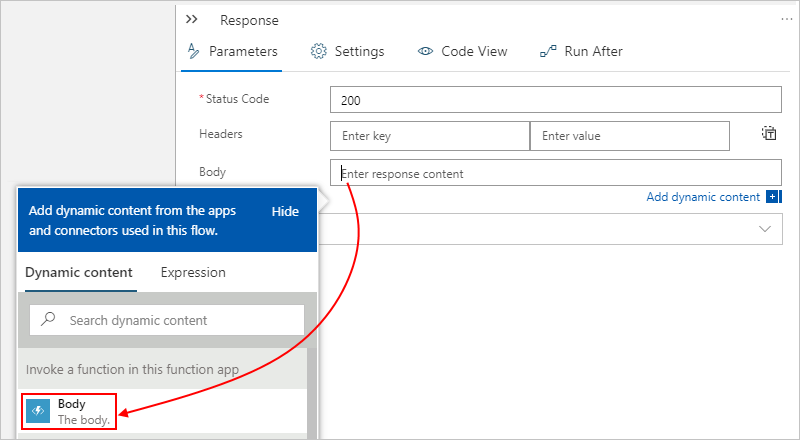 Response
Parameters
Settings
Code View
Run After
*Status Code
200
Headers
Enter key
Enter value
Body
Enter response content
Add dynamic content
Add dynamic content from the apps
and connectors used in this flow.
Hide
Dynamic content
Expression
Search dynamic content
Invoke a function in this function app
Body
The body.